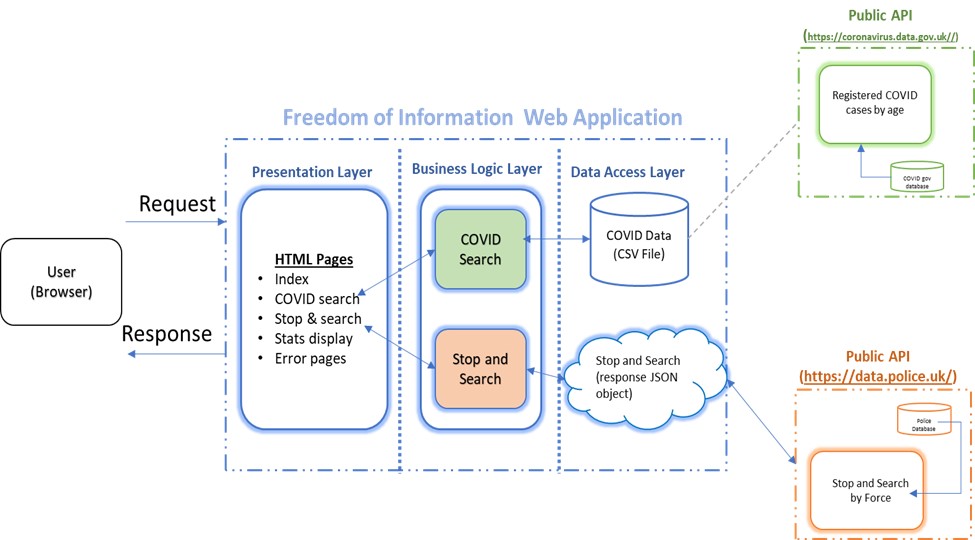 Public API
(https://coronavirus.data.gov.uk//)
Registered COVID
cases by age
COVID gov
database
Freedom of Information Web Application
Presentation Layer
Business Logic Layer
Data Access Layer
Request
User
(Browser)
Response
HTML Pages
• Index
• COVID search
• Stop & search
• Stats display
• Error pages
COVID
Search
Stop and
Search
COVID Data
(CSV File)
Stop and Search
(response JSON
object)
Public API
(https://data.police.uk/)
Police
Database
Stop and Search
by Force